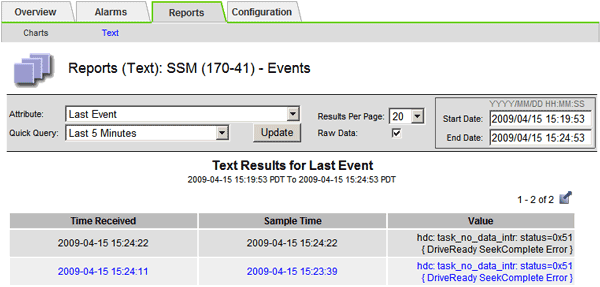 Overview Alarms Reports Configuration
Charts Text
Reports (Text): SSM (170-41) - Events
YYYY/MM/DD HH:MM:SS
Attribute: Last Event Results Per Page: 20 Start Date: 2009/04/15 15:19:53
Quick Query: Last 5 Minutes Update Raw Data: End Date: 2009/04/15 15:24:53
Text Results for Last Event
2009-04-15 15:19:53 PDT To 2009-04-15 15:24:53 PDT
1 - 2 of 2
Time Received Sample Time Value
2009-04-15 15:24:22 2009-04-15 15:24:22 hdc: task_no_data_intr: status=0x51
{ DriveReady SeekComplete Error }
2009-04-15 15:24:11 2009-04-15 15:23:39 hdc: task_no_data_intr: status=0x51
{ DriveReady SeekComplete Error }